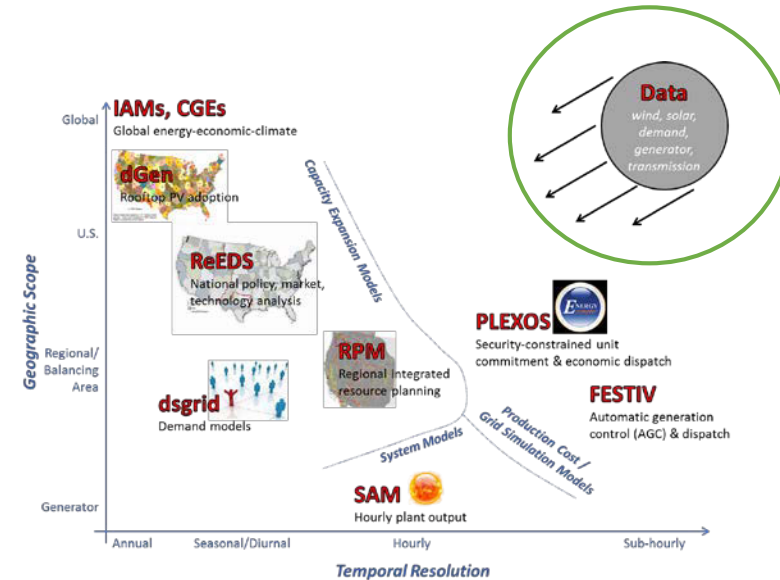 IAMs, CGEs
Global energy-economic-climate
Global
dGen
Rooftop PV adoption
U.S.
ReEDS
National policy, market,
technology analysis
Capacity Expansion Models
Data
wind, solar,
demand,
generator,
transmission
Geographic Scope
Regional/
Balancing
Area
dsgrid
Demand models
RPM
Regional integrated
resource planning
PLEXOS
ENERGY
Security-constrained unit
commitment & economic dispatch
FESTIV
Automatic generation
control (AGC) & dispatch
System Models
Production Cost /
Grid Simulation Models
SAM
Hourly plant output
Generator
Annual
Seasonal/Diurnal
Hourly
Sub-hourly
Temporal Resolution